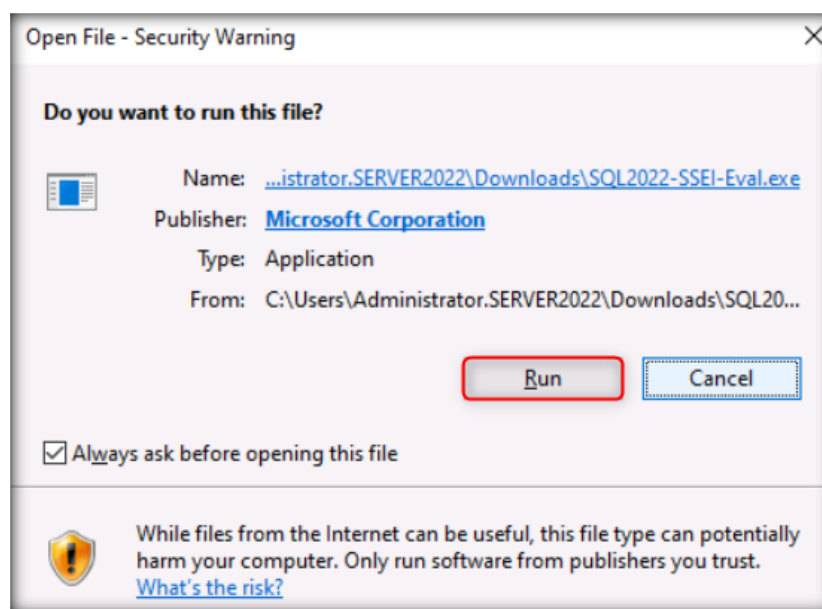 Open File - Security Warning
Do you want to run this file?
Name: ...istrator.SERVER2022\Downloads\SQL2022-SSEI-Eval.exe
Publisher: Microsoft Corporation
Type: Application
From: C:\Users\Administrator.SERVER2022\Downloads\SQL20...
Run Cancel
Always ask before opening this file
While files from the Internet can be useful, this file type can potentially
harm your computer. Only run software from publishers you trust.
What's the risk?